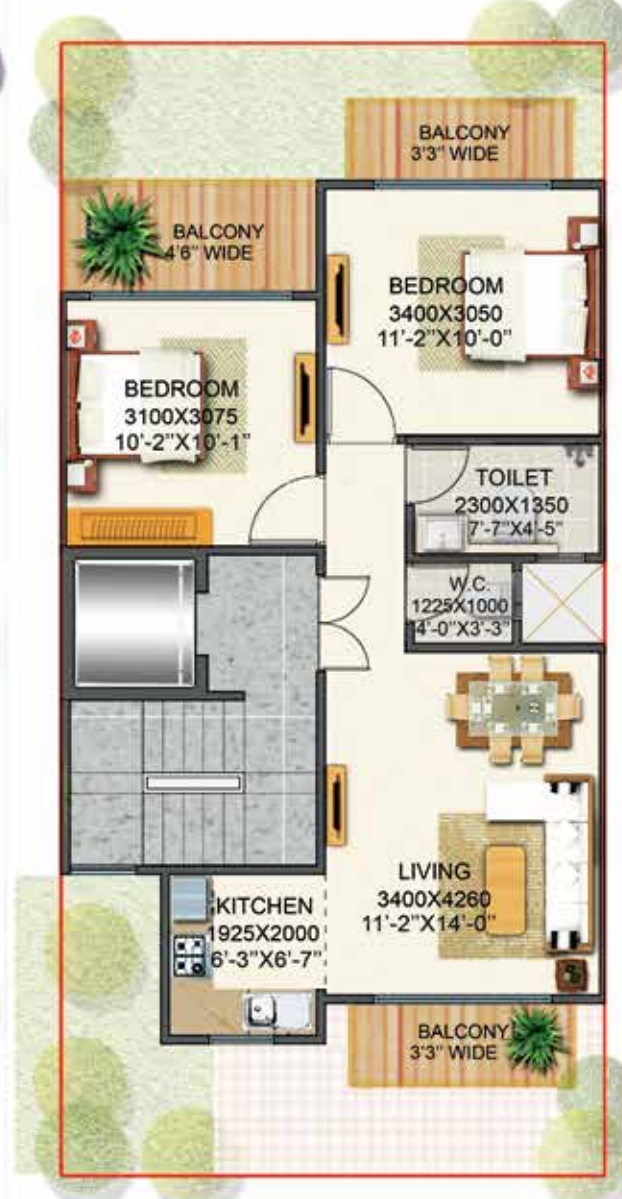 BALCONY
3'3" WIDE
BALCONY
4'6" WIDE
BEDROOM
3400X3050
11'-2"X10'-0"
BEDROOM
3100X3075
10'-2"X10'-1"
TOILET
2300X1350
7'-7"X4'-5"
W.C.
1225X1000
4'-0"X3'-3"
LIVING
3400X4260
11'-2"X14'-0"
KITCHEN
1925X2000
6'-3"X6'-7"
BALCONY
3'3" WIDE